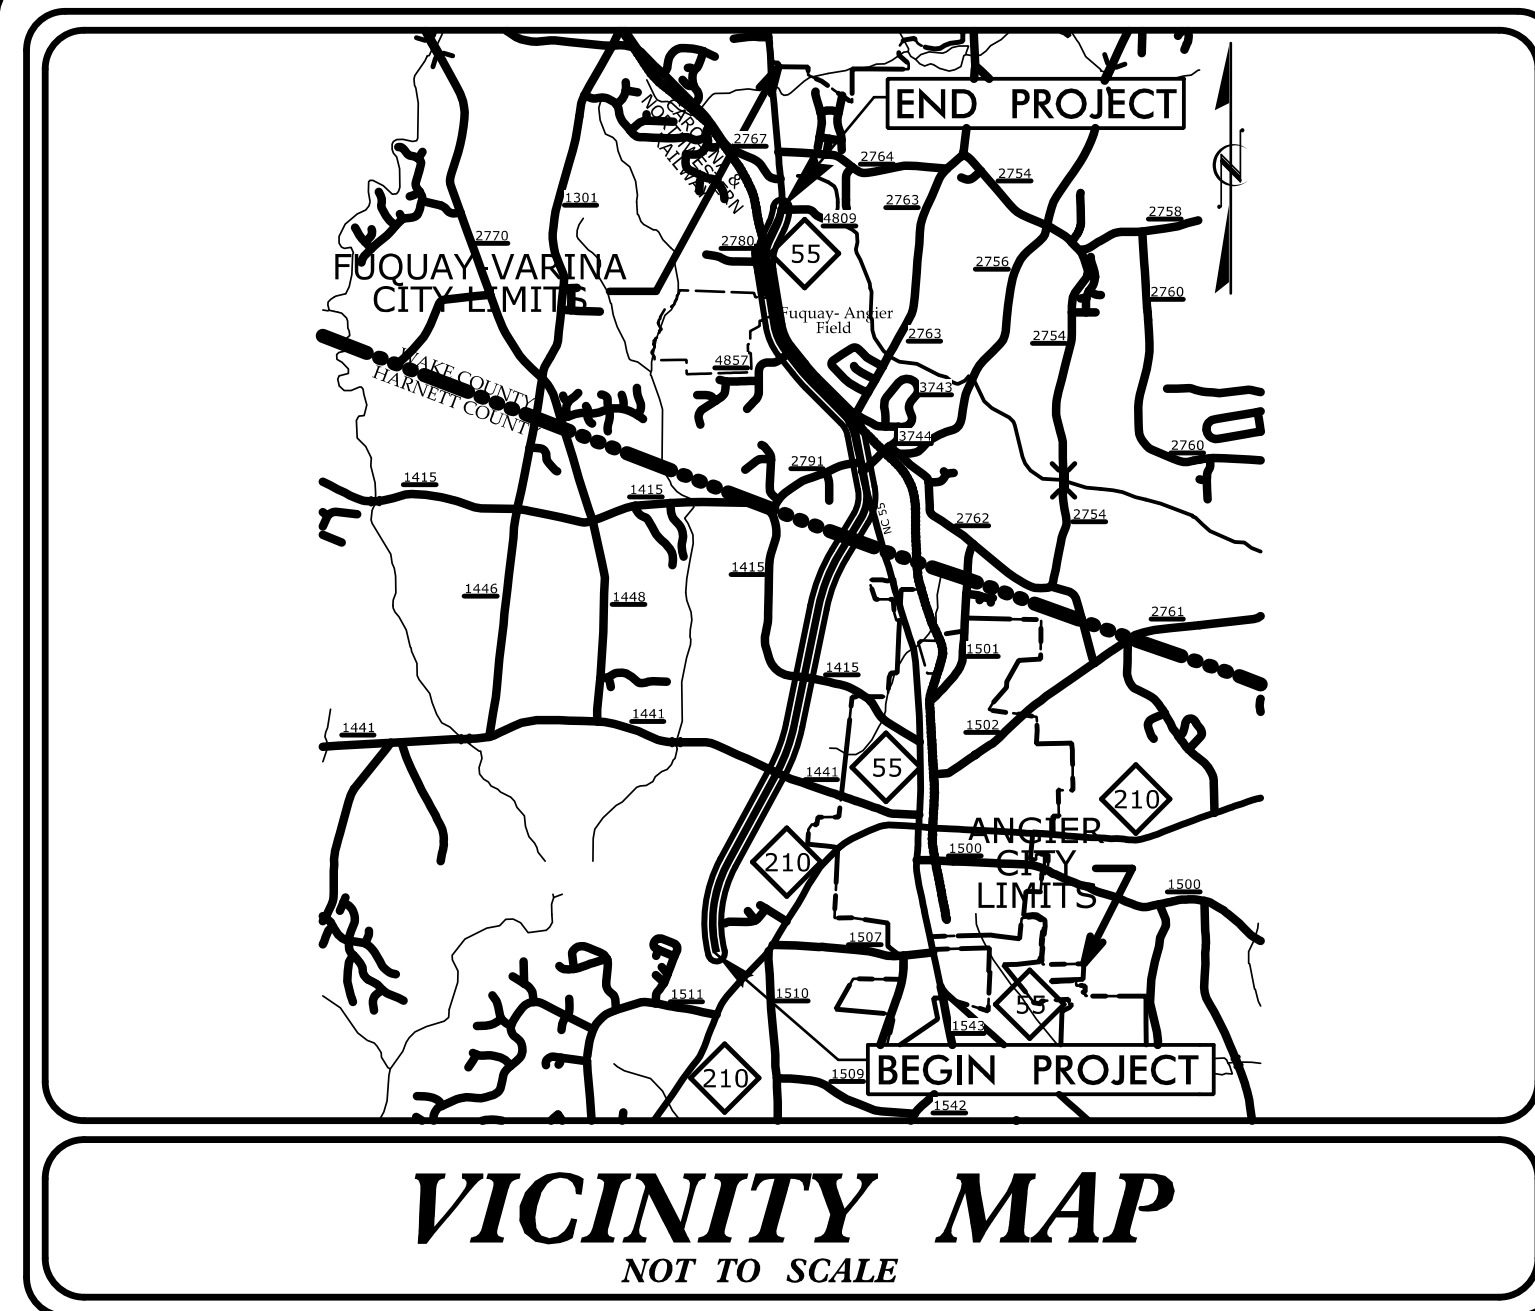 END PROJECT
CAROLINA &
NORTHWESTERN
RAILWAY
2767
2764
2754
1301
2763
2758
4809
2770
2780
55
FUQUAY-VARINA
CITY LIMITS
2756
2760
Fuquay- Angier
Field
2763
2754
WAKE COUNTY
HARNETT COUNTY
4857
3743
3744
2760
2791
1415
1415
NC 55
2762
2754
1415
1446
1448
2761
1501
1415
1441
1441
1502
55
1441
210
ANGIER
CITY
LIMITS
1500
210
1500
1507
1511
1510
55
1543
BEGIN PROJECT
210
1509
1542
VICINITY MAP
NOT TO SCALE